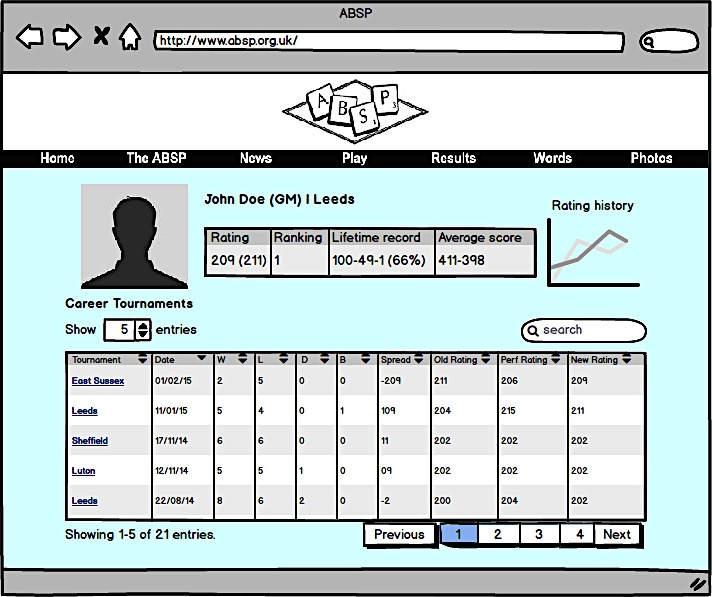 ABSP
http://www.absp.org.uk/
A B S P
1 3
Home The ABSP News Play Results Words Photos
John Doe (GM) | Leeds
Rating history
Rating Ranking Lifetime record Average score
209 (211) 1 100-49-1 (66%) 411-398
Career Tournaments
Show 5 entries
search
Tournament Date W L D B Spread Old Rating Perf Rating New Rating
East Sussex 01/02/15 2 5 0 0 -209 211 206 209
Leeds 11/01/15 5 4 0 1 109 204 215 211
Sheffield 17/11/14 6 6 0 0 11 202 202 202
Luton 12/11/14 5 5 1 0 09 202 202 202
Leeds 22/08/14 8 6 2 0 -2 200 204 202
Showing 1-5 of 21 entries.
Previous 1 2 3 4 Next